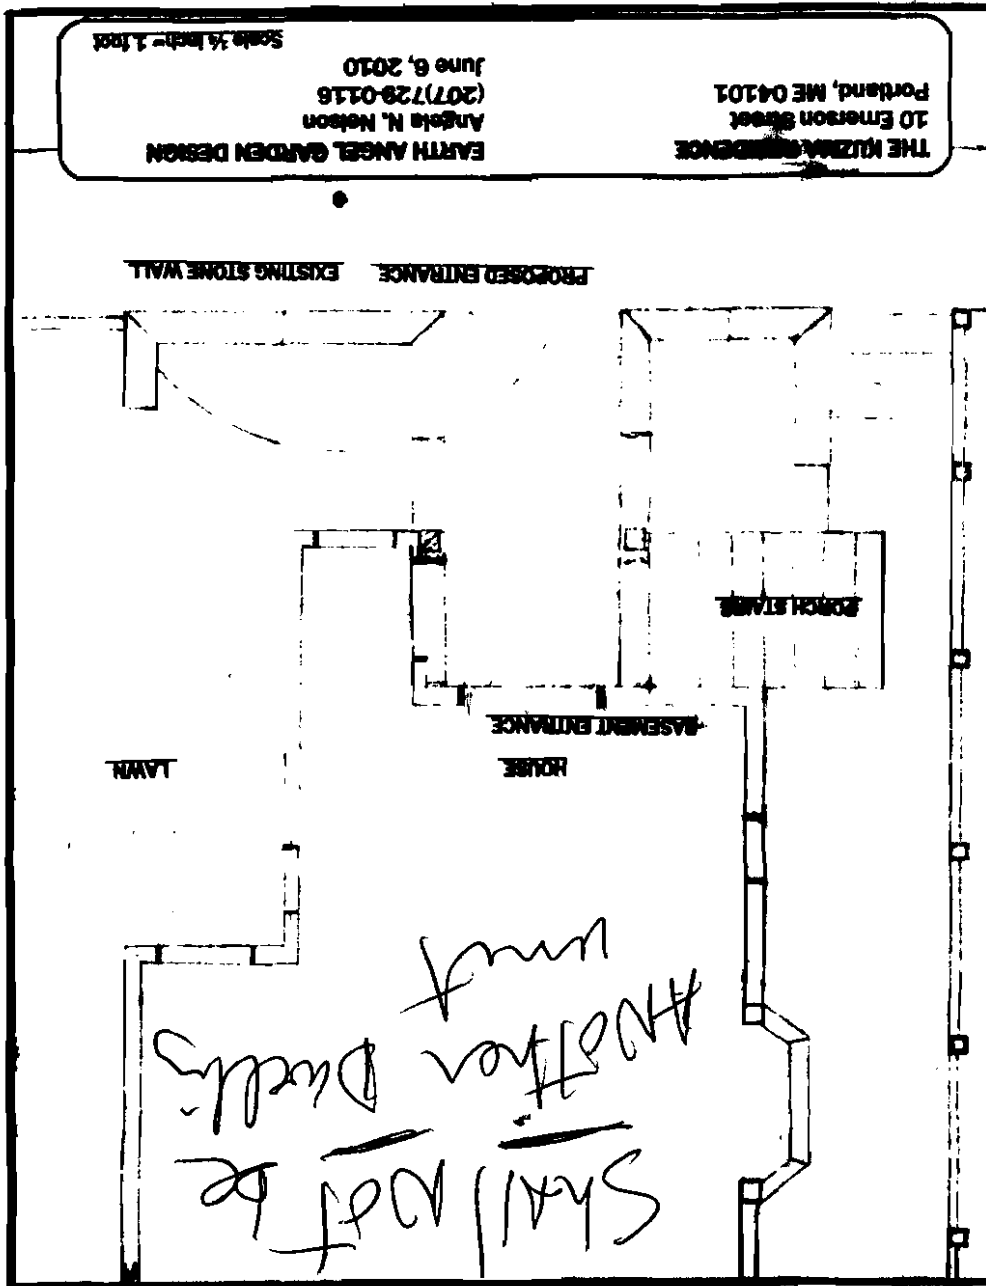 Shall Not be
ANOTher Dwelling
unit
HOUSE
LAWN
BASEMENT ENTRANCE
PORCH STAIRS
PROPOSED ENTRANCE
EXISTING STONE WALL
THE KUZMA RESIDENCE
10 Emerson Street
Portland, ME 04101
EARTH ANGEL GARDEN DESIGN
Angela N. Nelson
(207)729-0116
June 6, 2010
Scale ¼ inch = 1 foot